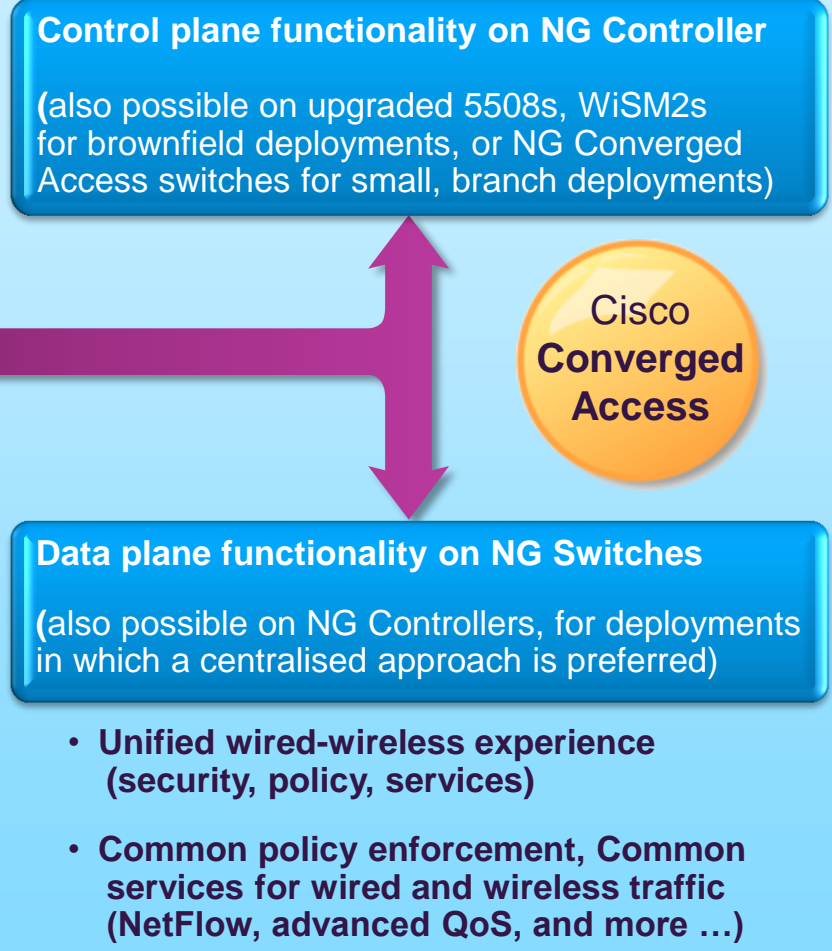 Control plane functionality on NG Controller
(also possible on upgraded 5508s, WiSM2s
for brownfield deployments, or NG Converged
Access switches for small, branch deployments)
Cisco
Converged
Access
Data plane functionality on NG Switches
(also possible on NG Controllers, for deployments
in which a centralised approach is preferred)
• Unified wired-wireless experience
(security, policy, services)
• Common policy enforcement, Common
services for wired and wireless traffic
(NetFlow, advanced QoS, and more …)